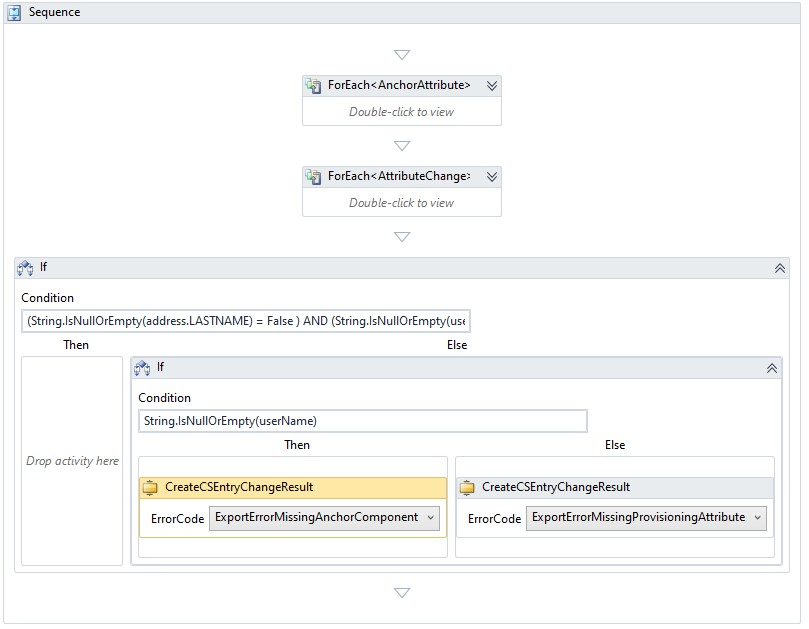 Sequence
ForEach<AnchorAttribute>
Double-click to view
ForEach<AttributeChange>
Double-click to view
If
Condition
(String.IsNullOrEmpty(address.LASTNAME) = False ) AND (String.IsNullOrEmpty(use
Then
Else
Drop activity here
If
Condition
String.IsNullOrEmpty(userName)
Then
Else
CreateCSEntryChangeResult
ErrorCode ExportErrorMissingAnchorComponent
CreateCSEntryChangeResult
ErrorCode ExportErrorMissingProvisioningAttribute